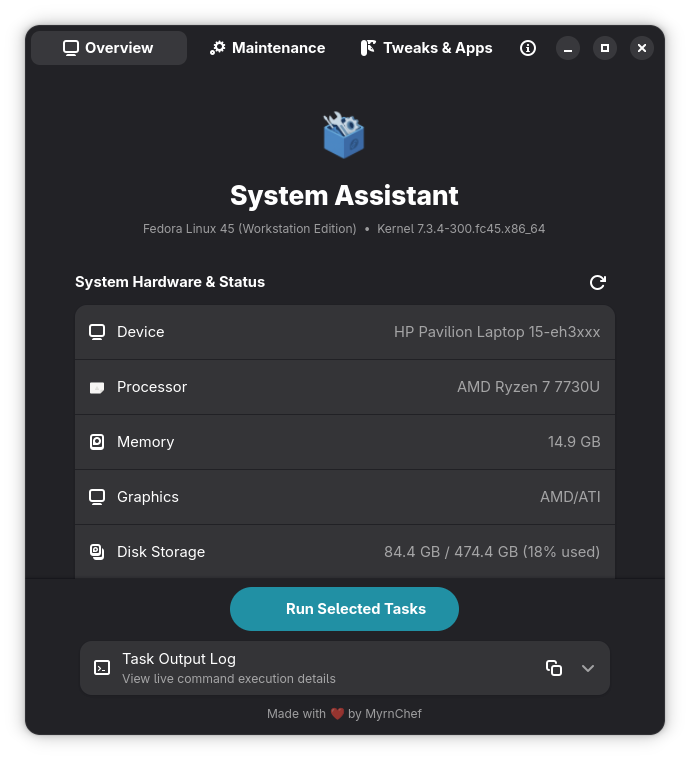 Overview
Maintenance
Tweaks & Apps
System Assistant
Fedora Linux 45 (Workstation Edition) • Kernel 7.3.4-300.fc45.x86_64
System Hardware & Status
Device HP Pavilion Laptop 15-eh3xxx
Processor AMD Ryzen 7 7730U
Memory 14.9 GB
Graphics AMD/ATI
Disk Storage 84.4 GB / 474.4 GB (18% used)
Run Selected Tasks
Task Output Log
View live command execution details
Made with ❤️ by MyrnChef